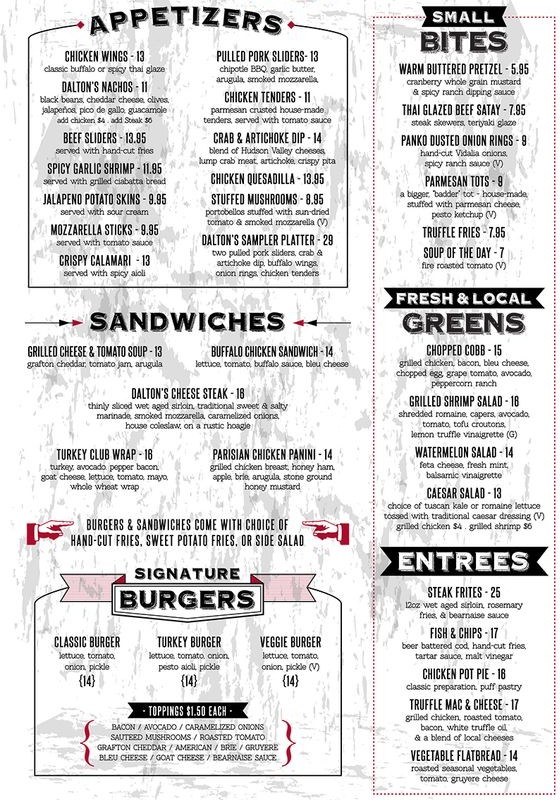 APPETIZERS
CHICKEN WINGS - 13
classic buffalo or spicy thai glaze
DALTON'S NACHOS - 11
black beans, cheddar cheese, olives,
jalapeños, pico de gallo, guacamole
add chicken $4 . add Steak $6
BEEF SLIDERS - 13.95
served with hand-cut fries
SPICY GARLIC SHRIMP - 11.95
served with grilled ciabatta bread
JALAPENO POTATO SKINS - 9.95
served with sour cream
MOZZARELLA STICKS - 9.95
served with tomato sauce
CRISPY CALAMARI - 13
served with spicy aioli
PULLED PORK SLIDERS- 13
chipotle BBQ, garlic butter,
arugula, smoked mozzarella,
CHICKEN TENDERS - 11
parmesan crusted house-made
tenders, served with tomato sauce
CRAB & ARTICHOKE DIP - 14
blend of Hudson Valley cheeses,
lump crab meat, artichoke, crispy pita
CHICKEN QUESADILLA - 13.95
STUFFED MUSHROOMS - 8.95
portobellos stuffed with sun-dried
tomato & smoked mozzarella (V)
DALTON'S SAMPLER PLATTER - 29
two pulled pork sliders, crab &
artichoke dip, buffalo wings,
onion rings, chicken tenders
SANDWICHES
GRILLED CHEESE & TOMATO SOUP - 13
grafton cheddar, tomato jam, arugula
BUFFALO CHICKEN SANDWICH - 14
lettuce, tomato, buffalo sauce, bleu cheese
DALTON'S CHEESE STEAK - 16
thinly sliced wet aged sirloin, traditional sweet & salty
marinade, smoked mozzarella, caramelized onions,
house coleslaw, on a rustic hoagie
TURKEY CLUB WRAP - 16
turkey, avocado, pepper bacon,
goat cheese, lettuce, tomato, mayo,
whole wheat wrap
PARISIAN CHICKEN PANINI - 14
grilled chicken breast, honey ham,
apple, brie, arugula, stone ground
honey mustard
BURGERS & SANDWICHES COME WITH CHOICE OF
HAND-CUT FRIES, SWEET POTATO FRIES, OR SIDE SALAD
SIGNATURE
BURGERS
CLASSIC BURGER
lettuce, tomato,
onion, pickle
{14}
TURKEY BURGER
lettuce, tomato, onion,
pesto aioli, pickle
{14}
VEGGIE BURGER
lettuce, tomato,
onion, pickle (V)
{14}
· TOPPINGS $1.50 EACH ·
BACON / AVOCADO / CARAMELIZED ONIONS
SAUTEED MUSHROOMS / ROASTED TOMATO
GRAFTON CHEDDAR / AMERICAN / BRIE / GRUYERE
BLEU CHEESE / GOAT CHEESE / BEARNAISE SAUCE
SMALL
BITES
WARM BUTTERED PRETZEL - 5.95
cranberry whole grain mustard
& spicy ranch dipping sauce
THAI GLAZED BEEF SATAY - 7.95
steak skewers, teriyaki glaze
PANKO DUSTED ONION RINGS - 9
hand-cut Vidalia onions,
spicy ranch sauce (V)
PARMESAN TOTS - 9
a bigger, "badder" tot - house-made,
stuffed with parmesan cheese,
pesto ketchup (V)
TRUFFLE FRIES - 7.95
SOUP OF THE DAY - 7
fire roasted tomato (V)
FRESH & LOCAL
GREENS
CHOPPED COBB - 15
grilled chicken, bacon, bleu cheese,
chopped egg, grape tomato, avocado,
peppercorn ranch
GRILLED SHRIMP SALAD - 16
shredded romaine, capers, avocado,
tomato, tofu croutons,
lemon truffle vinaigrette (G)
WATERMELON SALAD - 14
feta cheese, fresh mint,
balsamic vinaigrette
CAESAR SALAD - 13
choice of tuscan kale or romaine lettuce
tossed with traditional caesar dressing (V)
grilled chicken $4 . grilled shrimp $6
ENTREES
STEAK FRITES - 25
12oz wet aged sirloin, rosemary
fries, & bearnaise sauce
FISH & CHIPS - 17
beer battered cod, hand-cut fries,
tartar sauce, malt vinegar
CHICKEN POT PIE - 16
classic preparation, puff pastry
TRUFFLE MAC & CHEESE - 17
grilled chicken, roasted tomato,
bacon, white truffle oil,
& a blend of local cheeses
VEGETABLE FLATBREAD - 14
roasted seasonal vegetables,
tomato, gruyere cheese